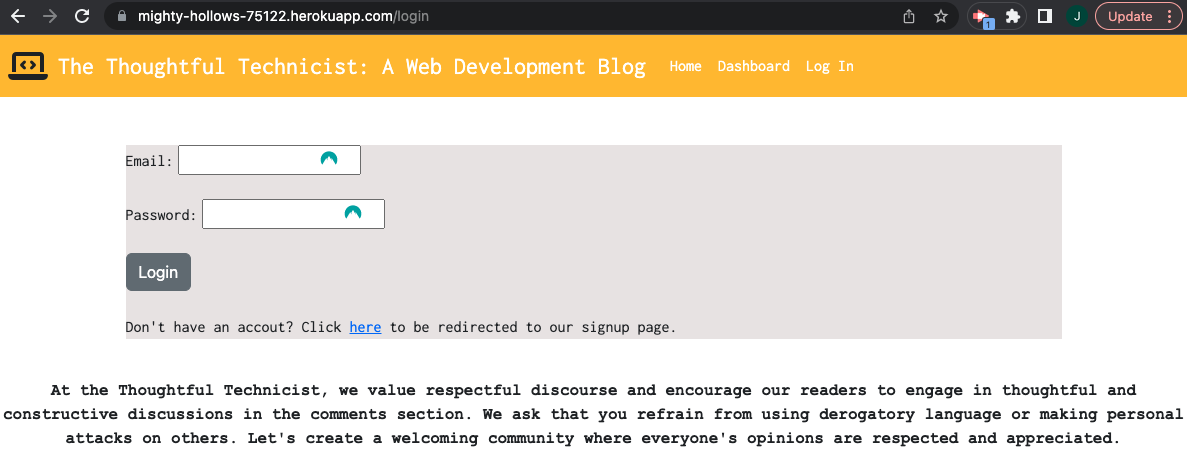 mighty-hollows-75122.herokuapp.com/login
1
J
Update
The Thoughtful Technicist: A Web Development Blog Home Dashboard Log In
Email:
Password:
Login
Don't have an accout? Click here to be redirected to our signup page.
At the Thoughtful Technicist, we value respectful discourse and encourage our readers to engage in thoughtful and
constructive discussions in the comments section. We ask that you refrain from using derogatory language or making personal
attacks on others. Let's create a welcoming community where everyone's opinions are respected and appreciated.